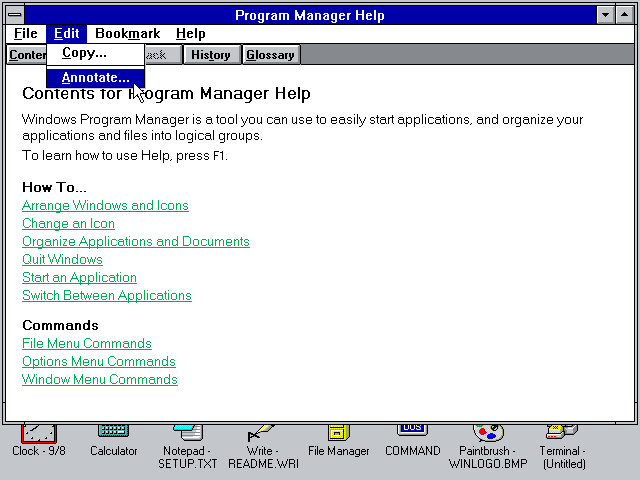 Program Manager Help
File Edit Bookmark Help
Copy...
History Glossary
Annotate...
Contents for Program Manager Help
Windows Program Manager is a tool you can use to easily start applications, and organize your
applications and files into logical groups.
To learn how to use Help, press F1.
How To...
Arrange Windows and Icons
Change an Icon
Organize Applications and Documents
Quit Windows
Start an Application
Switch Between Applications
Commands
File Menu Commands
Options Menu Commands
Window Menu Commands
DOS
Clock - 9/8 Calculator Notepad - Write - File Manager COMMAND Paintbrush - Terminal -
SETUP.TXT README.WRI WINLOGO.BMP (Untitled)